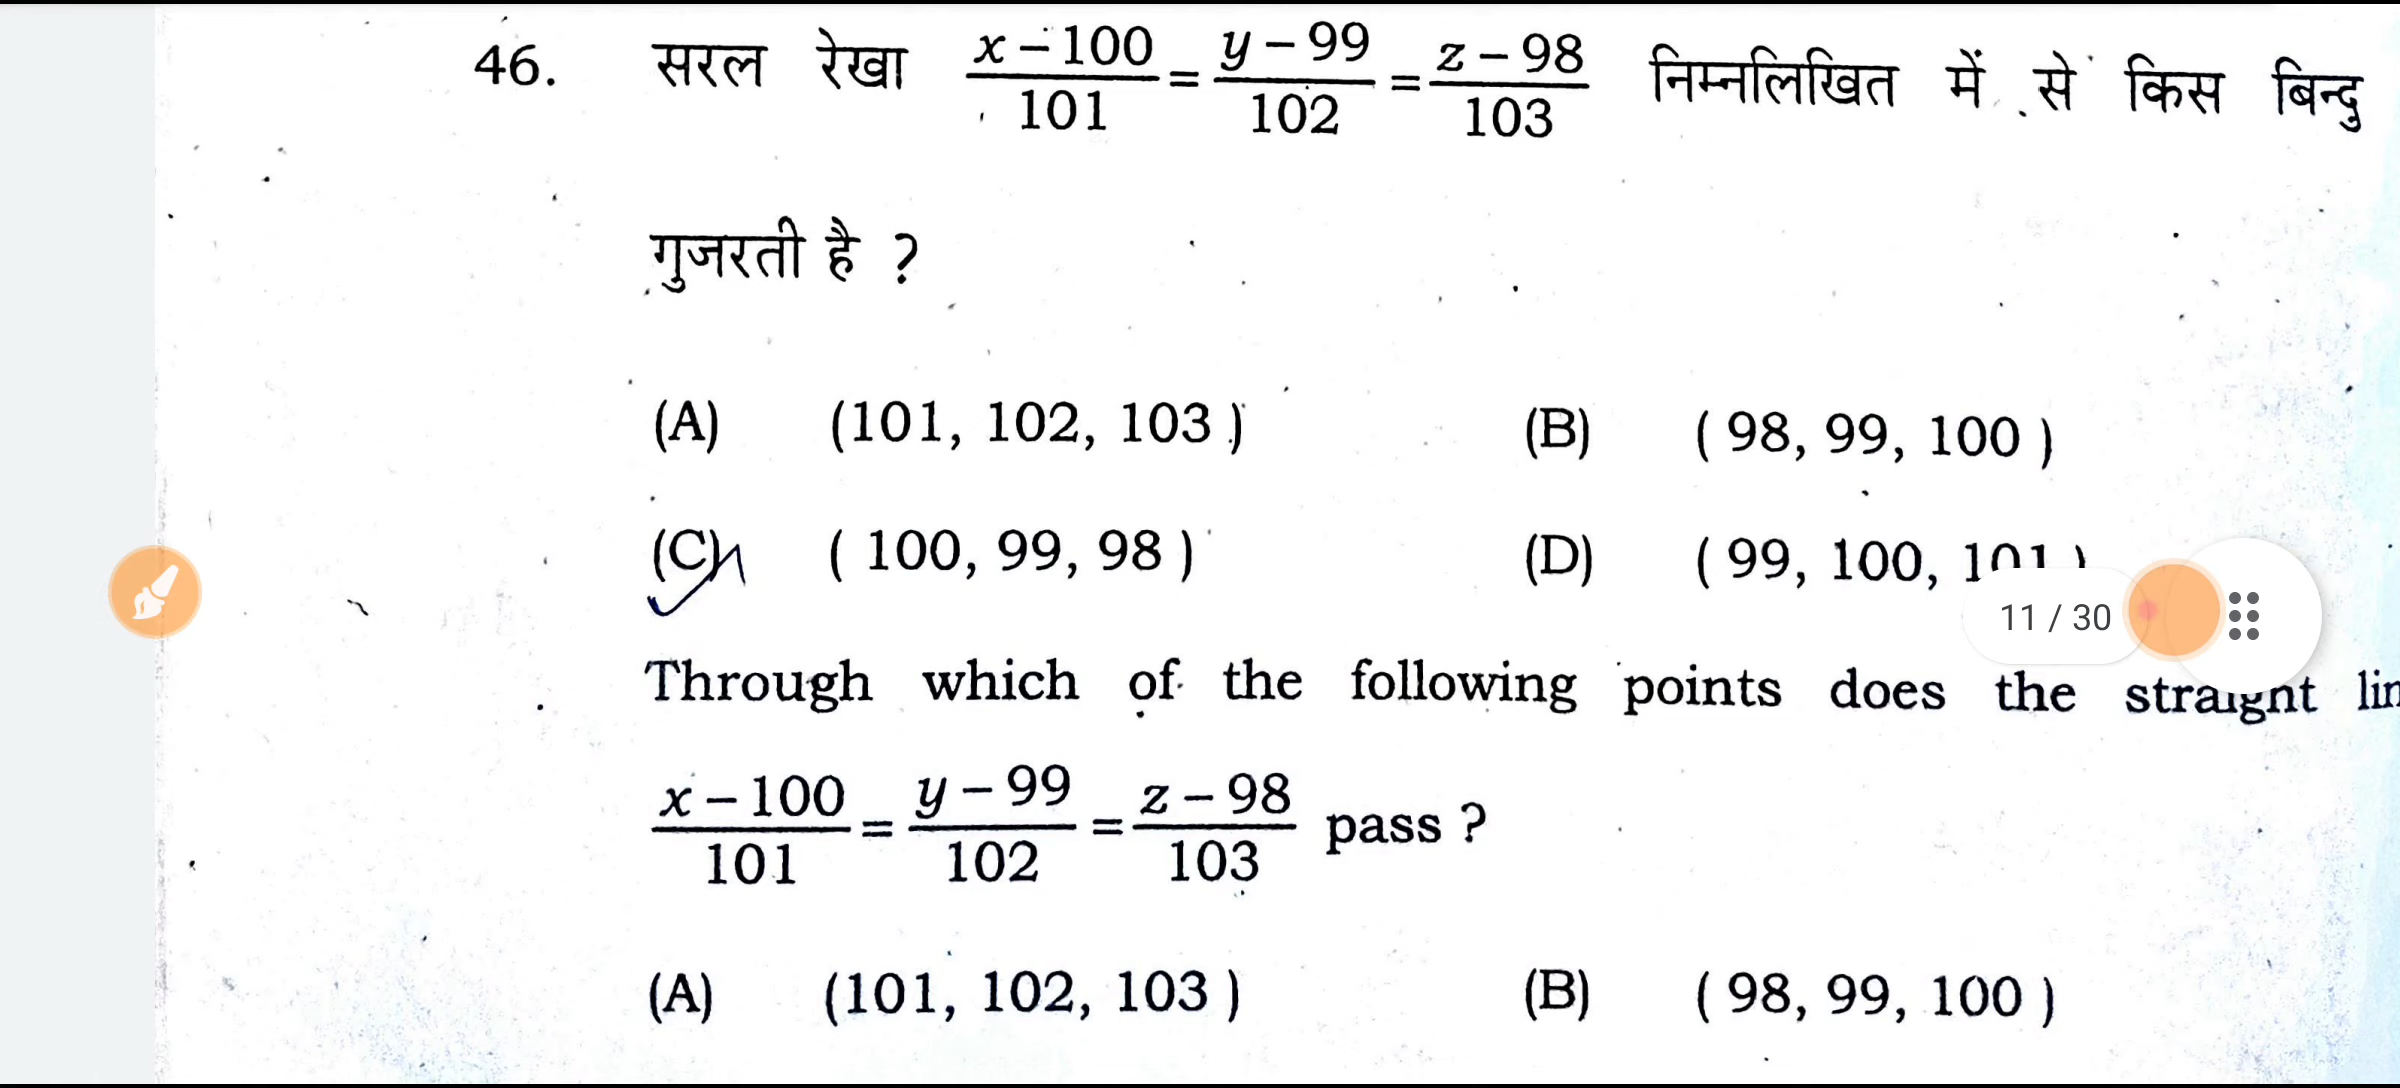 46. सरल रेखा (x – 100)/101 = (y – 99)/102 = (z – 98)/103 निम्नलिखित में से किस बिन्दु
गुजरती है ?
(A) (101, 102, 103) (B) ( 98, 99, 100 )
(C) ( 100, 99, 98 ) (D) ( 99, 100, 101 )
11 / 30
Through which of the following points does the straight lin
(x – 100)/101 = (y – 99)/102 = (z – 98)/103 pass ?
(A) (101, 102, 103 ) (B) ( 98, 99, 100 )